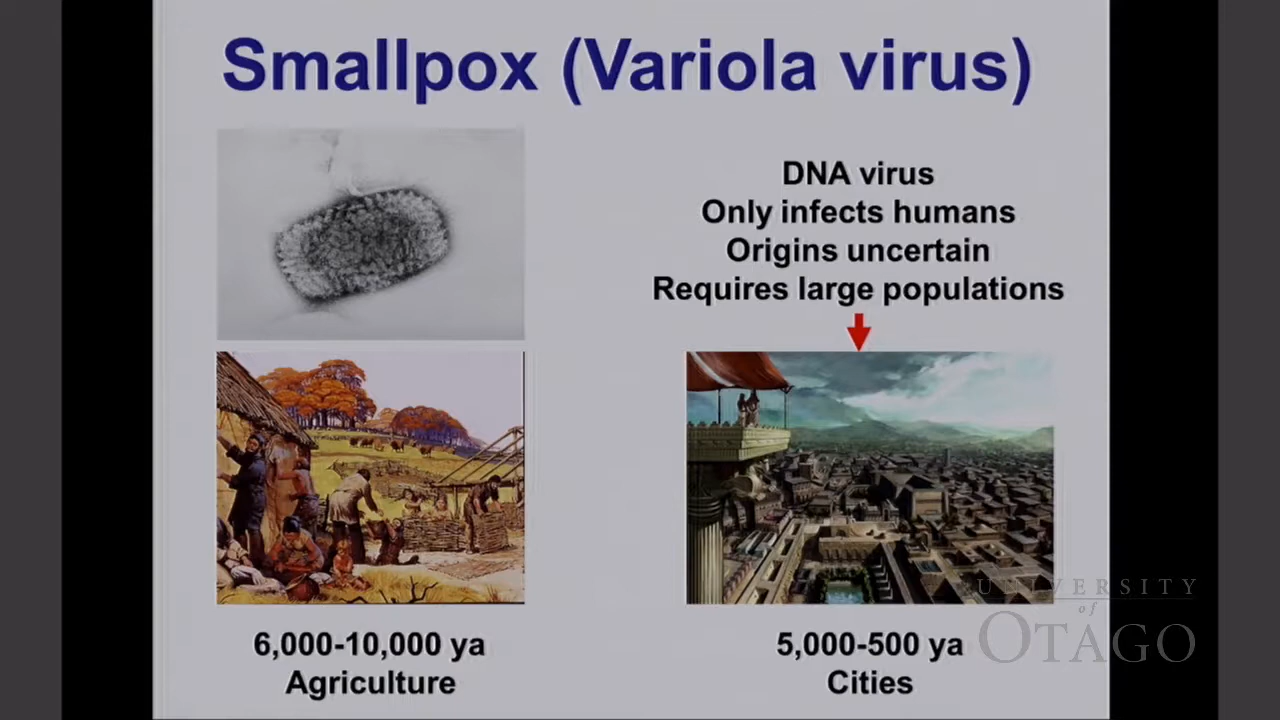 Smallpox (Variola virus)
DNA virus
Only infects humans
Origins uncertain
Requires large populations
6,000-10,000 ya
Agriculture
5,000-500 ya
Cities
UNIVERSITY
of
OTAGO